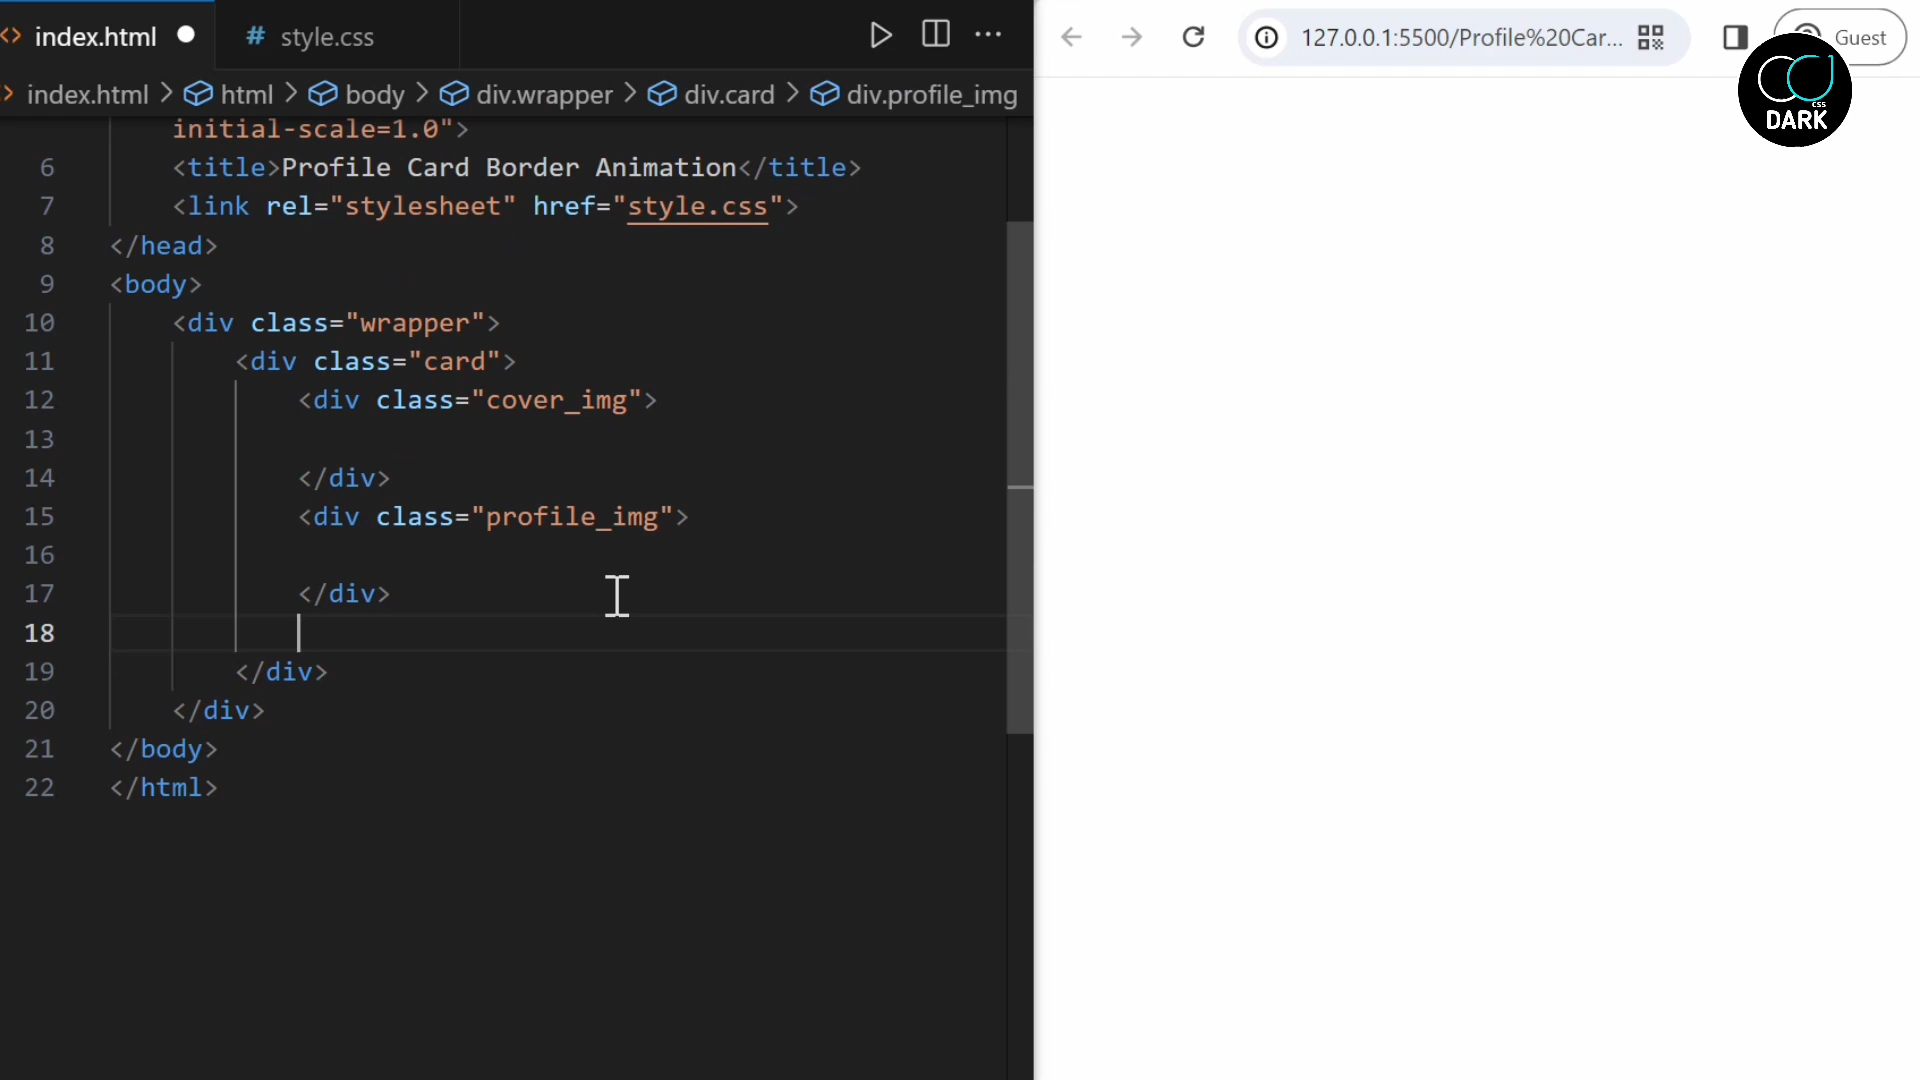 index.html
# style.css
index.html > html > body > div.wrapper > div.card > div.profile_img
127.0.0.1:5500/Profile%20Car...
Guest
css
DARK
initial-scale=1.0">
6 <title>Profile Card Border Animation</title>
7 <link rel="stylesheet" href="style.css">
8 </head>
9 <body>
10 <div class="wrapper">
11 <div class="card">
12 <div class="cover_img">
13
14 </div>
15 <div class="profile_img">
16
17 </div>
18
19 </div>
20 </div>
21 </body>
22 </html>